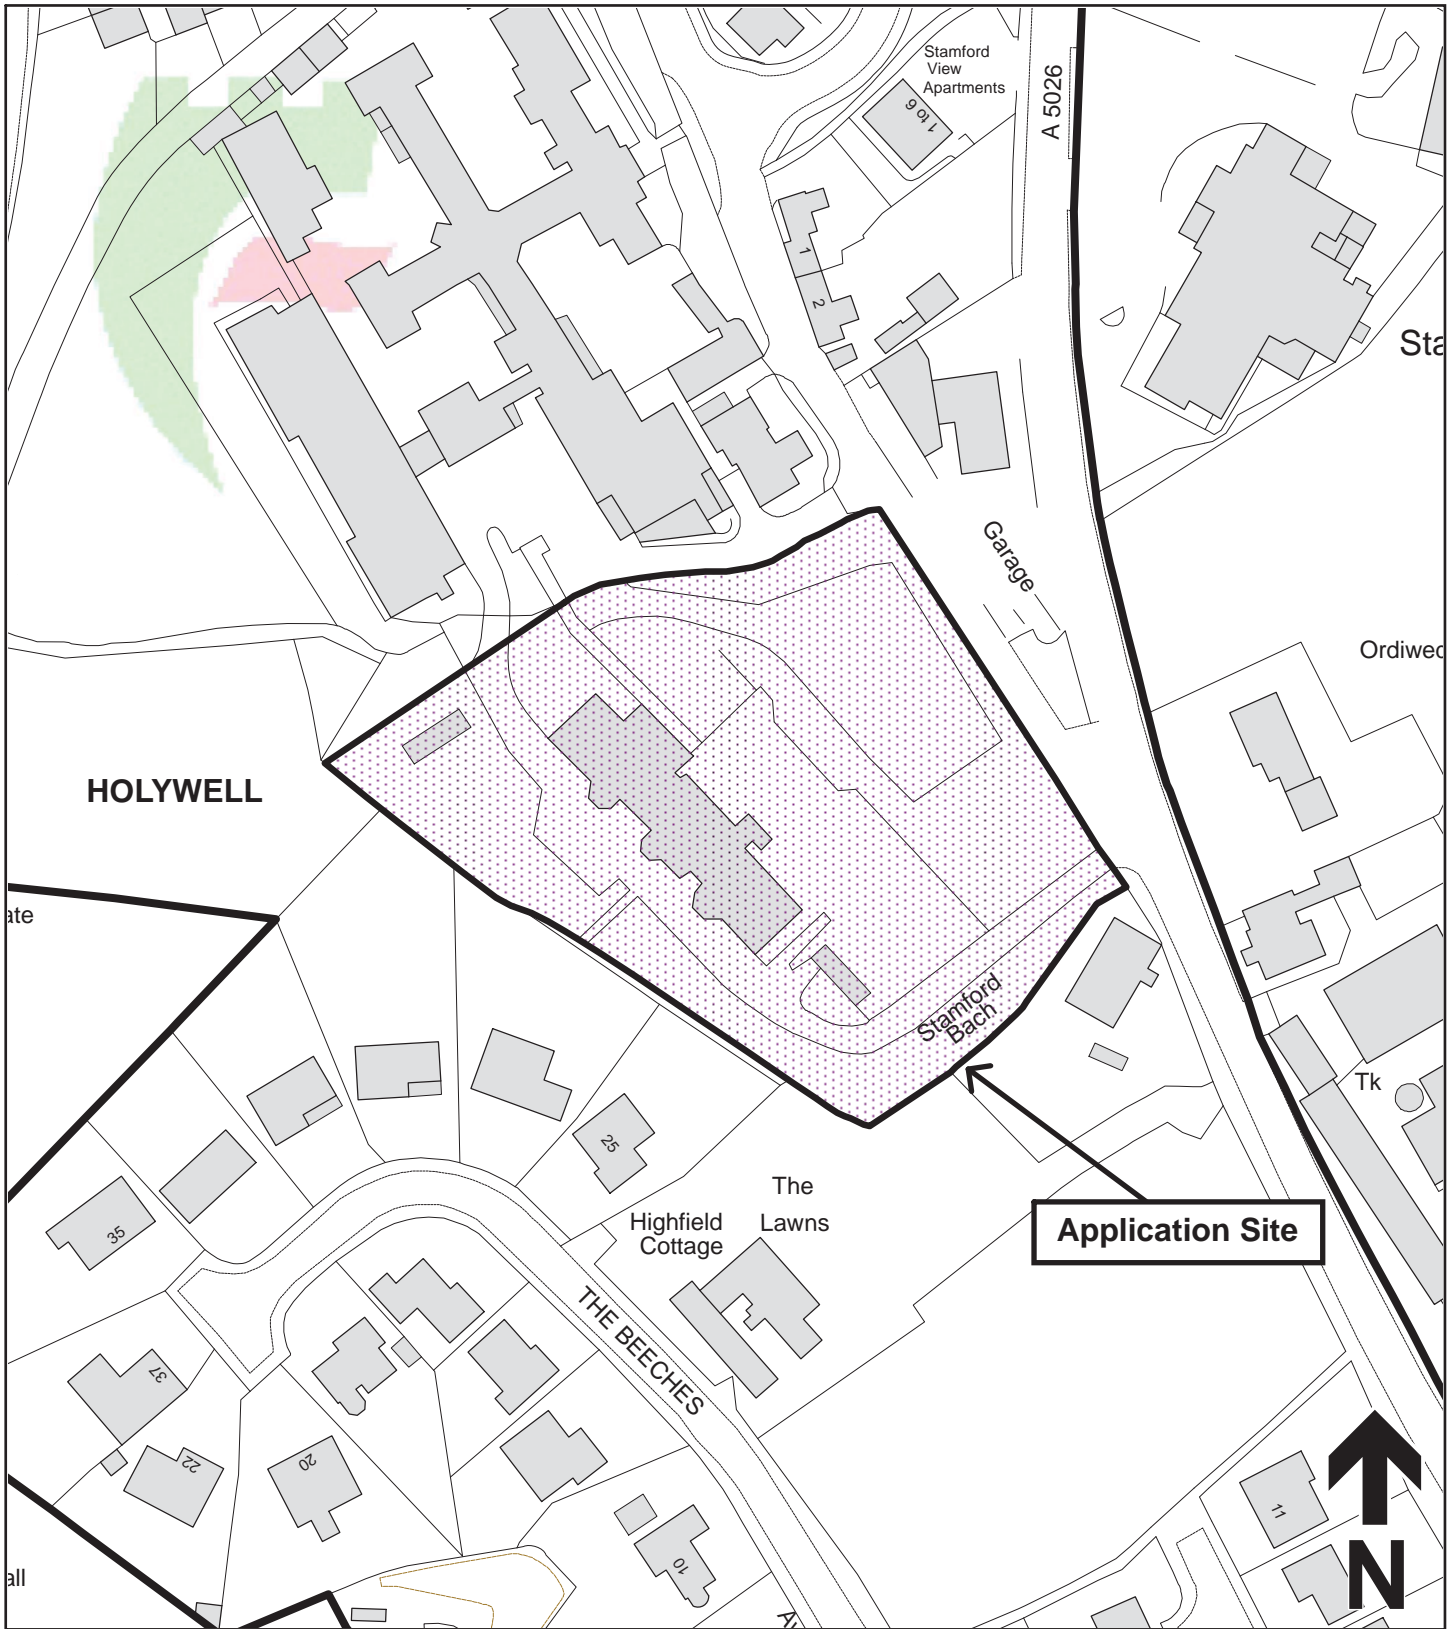 Stamford
View
Apartments
1 to 6
A 5026
1
2
Sta
Garage
Ordiwed
HOLYWELL
ate
Stamford
Bach
Tk
25
The
Lawns
Highfield
Cottage
Application Site
35
THE BEECHES
37
22
20
10
11
all
N